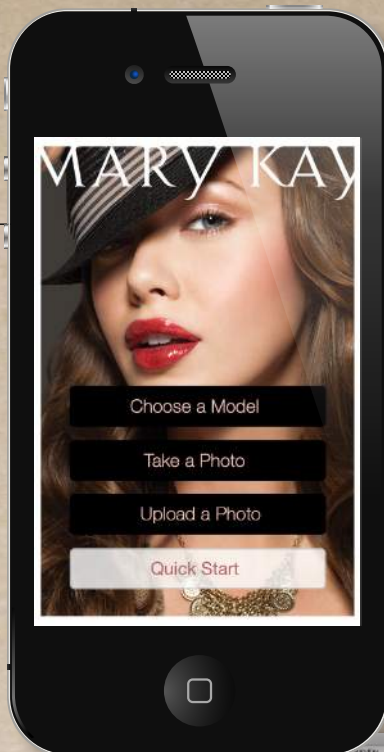 MARY KAY
Choose a Model
Take a Photo
Upload a Photo
Quick Start